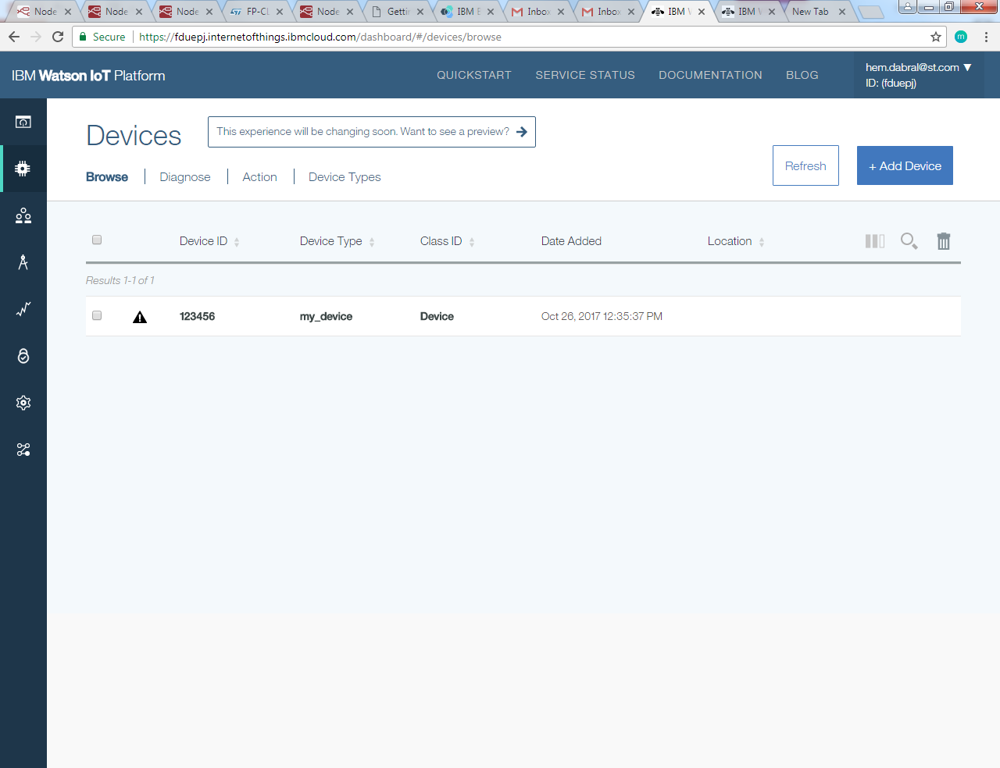 Node
Node
Node
FP-CL
Node
Getti
IBM E
Inbox
Inbox
IBM
IBM
New Tab
Secure
https://fduepj.internetofthings.ibmcloud.com/dashboard/#/devices/browse
m
IBM Watson IoT Platform
QUICKSTART
SERVICE STATUS
DOCUMENTATION
BLOG
hem.dabral@st.com ▼
ID: (fduepj)
Devices
This experience will be changing soon. Want to see a preview? →
Browse
Diagnose
Action
Device Types
Refresh
+ Add Device
Device ID
Device Type
Class ID
Date Added
Location
Results 1-1 of 1
123456
my_device
Device
Oct 26, 2017 12:35:37 PM